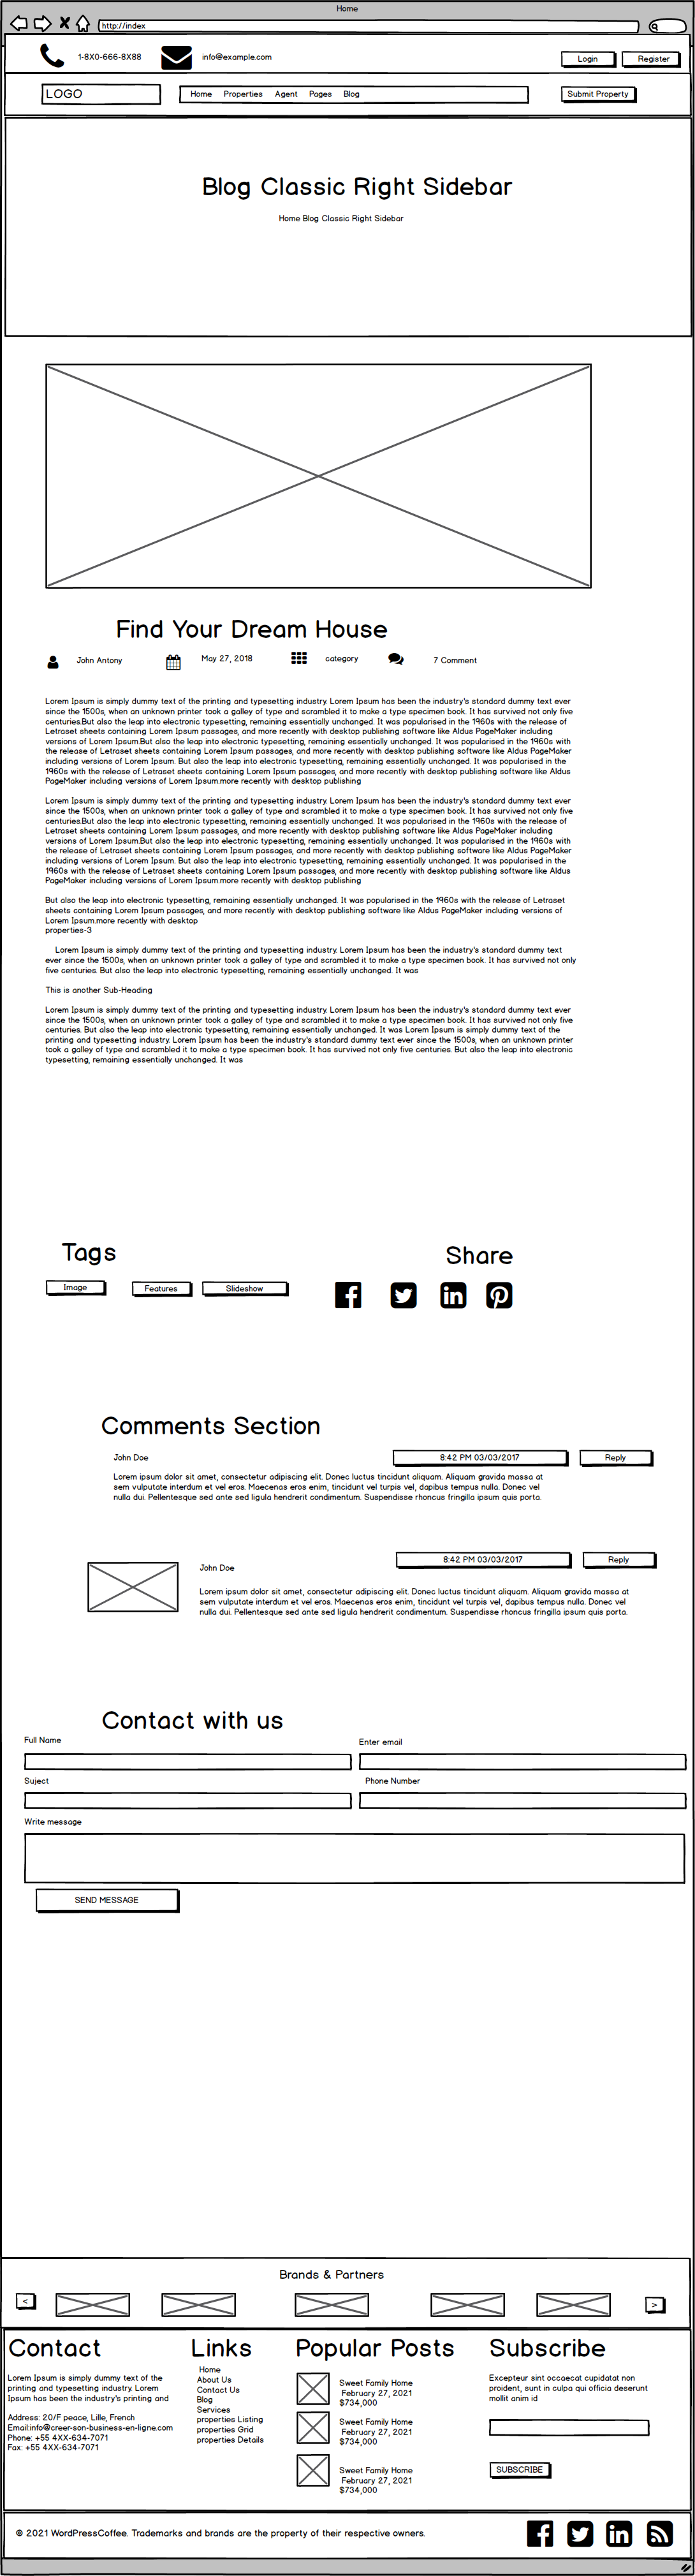 Home
http://index
1-8X0-666-8X88
info@example.com
Login
Register
LOGO
Home
Properties
Agent
Pages
Blog
Submit Property
Blog Classic Right Sidebar
Home Blog Classic Right Sidebar
Find Your Dream House
John Antony
May 27, 2018
category
7 Comment
Lorem Ipsum is simply dummy text of the printing and typesetting industry. Lorem Ipsum has been the industry's standard dummy text ever
since the 1500s, when an unknown printer took a galley of type and scrambled it to make a type specimen book. It has survived not only five
centuries.But also the leap into electronic typesetting, remaining essentially unchanged. It was popularised in the 1960s with the release of
Letraset sheets containing Lorem Ipsum passages, and more recently with desktop publishing software like Aldus PageMaker including
versions of Lorem Ipsum.But also the leap into electronic typesetting, remaining essentially unchanged. It was popularised in the 1960s with
the release of Letraset sheets containing Lorem Ipsum passages, and more recently with desktop publishing software like Aldus PageMaker
including versions of Lorem Ipsum. But also the leap into electronic typesetting, remaining essentially unchanged. It was popularised in the
1960s with the release of Letraset sheets containing Lorem Ipsum passages, and more recently with desktop publishing software like Aldus
PageMaker including versions of Lorem Ipsum.more recently with desktop publishing
Lorem Ipsum is simply dummy text of the printing and typesetting industry. Lorem Ipsum has been the industry's standard dummy text ever
since the 1500s, when an unknown printer took a galley of type and scrambled it to make a type specimen book. It has survived not only five
centuries.But also the leap into electronic typesetting, remaining essentially unchanged. It was popularised in the 1960s with the release of
Letraset sheets containing Lorem Ipsum passages, and more recently with desktop publishing software like Aldus PageMaker including
versions of Lorem Ipsum.But also the leap into electronic typesetting, remaining essentially unchanged. It was popularised in the 1960s with
the release of Letraset sheets containing Lorem Ipsum passages, and more recently with desktop publishing software like Aldus PageMaker
including versions of Lorem Ipsum. But also the leap into electronic typesetting, remaining essentially unchanged. It was popularised in the
1960s with the release of Letraset sheets containing Lorem Ipsum passages, and more recently with desktop publishing software like Aldus
PageMaker including versions of Lorem Ipsum.more recently with desktop publishing
But also the leap into electronic typesetting, remaining essentially unchanged. It was popularised in the 1960s with the release of Letraset
sheets containing Lorem Ipsum passages, and more recently with desktop publishing software like Aldus PageMaker including versions of
Lorem Ipsum.more recently with desktop
properties-3
Lorem Ipsum is simply dummy text of the printing and typesetting industry. Lorem Ipsum has been the industry's standard dummy text
ever since the 1500s, when an unknown printer took a galley of type and scrambled it to make a type specimen book. It has survived not only
five centuries. But also the leap into electronic typesetting, remaining essentially unchanged. It was
This is another Sub-Heading
Lorem Ipsum is simply dummy text of the printing and typesetting industry. Lorem Ipsum has been the industry's standard dummy text ever
since the 1500s, when an unknown printer took a galley of type and scrambled it to make a type specimen book. It has survived not only five
centuries. But also the leap into electronic typesetting, remaining essentially unchanged. It was Lorem Ipsum is simply dummy text of the
printing and typesetting industry. Lorem Ipsum has been the industry's standard dummy text ever since the 1500s, when an unknown printer
took a galley of type and scrambled it to make a type specimen book. It has survived not only five centuries. But also the leap into electronic
typesetting, remaining essentially unchanged. It was
Tags
Share
Image
Features
Slideshow
Comments Section
John Doe
8:42 PM 03/03/2017
Reply
Lorem ipsum dolor sit amet, consectetur adipiscing elit. Donec luctus tincidunt aliquam. Aliquam gravida massa at
sem vulputate interdum et vel eros. Maecenas eros enim, tincidunt vel turpis vel, dapibus tempus nulla. Donec vel
nulla dui. Pellentesque sed ante sed ligula hendrerit condimentum. Suspendisse rhoncus fringilla ipsum quis porta.
John Doe
8:42 PM 03/03/2017
Reply
Lorem ipsum dolor sit amet, consectetur adipiscing elit. Donec luctus tincidunt aliquam. Aliquam gravida massa at
sem vulputate interdum et vel eros. Maecenas eros enim, tincidunt vel turpis vel, dapibus tempus nulla. Donec vel
nulla dui. Pellentesque sed ante sed ligula hendrerit condimentum. Suspendisse rhoncus fringilla ipsum quis porta.
Contact with us
Full Name
Enter email
Suject
Phone Number
Write message
SEND MESSAGE
Brands & Partners
<
>
Contact
Lorem Ipsum is simply dummy text of the
printing and typesetting industry. Lorem
Ipsum has been the industry's printing and
Address: 20/F peace, Lille, French
Email:info@creer-son-business-en-ligne.com
Phone: +55 4XX-634-7071
Fax: +55 4XX-634-7071
Links
Home
About Us
Contact Us
Blog
Services
properties Listing
properties Grid
properties Details
Popular Posts
Sweet Family Home
February 27, 2021
$734,000
Sweet Family Home
February 27, 2021
$734,000
Sweet Family Home
February 27, 2021
$734,000
Subscribe
Excepteur sint occaecat cupidatat non
proident, sunt in culpa qui officia deserunt
mollit anim id
SUBSCRIBE
© 2021 WordPressCoffee. Trademarks and brands are the property of their respective owners.